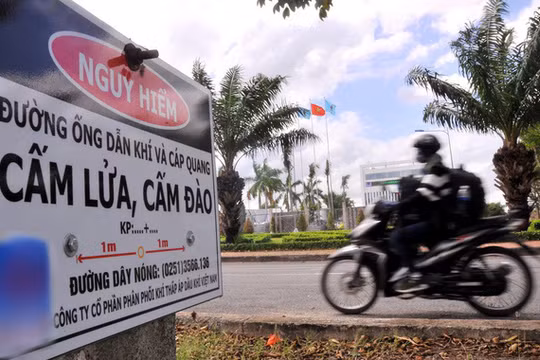 NGUY HIỂM
ĐƯỜNG ỐNG DẪN KHÍ VÀ CÁP QUANG
CẤM LỬA, CẤM ĐÀO
KP:.....+....
1m 1m
ĐƯỜNG DÂY NÓNG: (0251)3566.136
CÔNG TY CỔ PHẦN PHÂN PHỐI KHÍ THẤP ÁP DẦU KHÍ VIỆT NAM